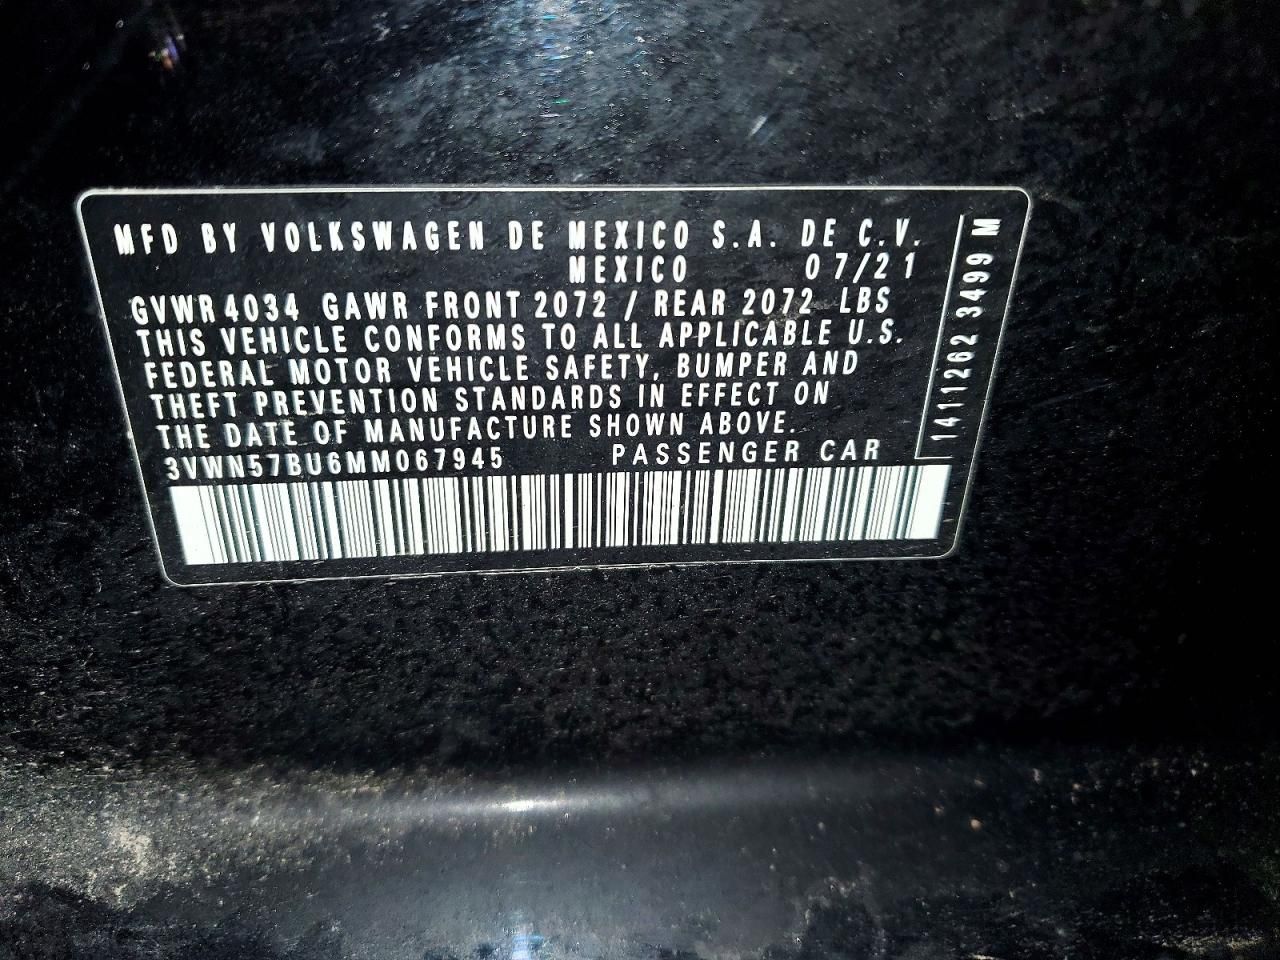 MFD BY VOLKSWAGEN DE MEXICO S.A. DE C.V.
MEXICO 07/21
GVWR 4034 GAWR FRONT 2072 / REAR 2072 LBS
THIS VEHICLE CONFORMS TO ALL APPLICABLE U.S.
FEDERAL MOTOR VEHICLE SAFETY, BUMPER AND
THEFT PREVENTION STANDARDS IN EFFECT ON
THE DATE OF MANUFACTURE SHOWN ABOVE.
3VWN57BU6MM067945 PASSENGER CAR
1411262 3499 M